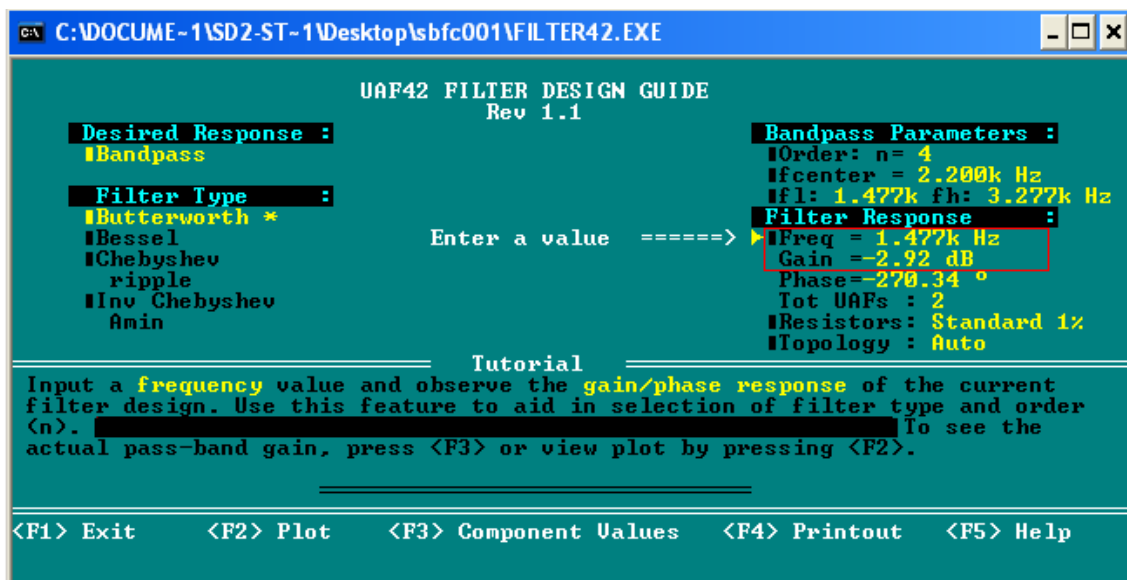 C:\DOCUME~1\SD2-ST~1\Desktop\sbfc001\FILTER42.EXE
UAF42 FILTER DESIGN GUIDE
Rev 1.1
Desired Response :
Bandpass
Filter Type :
Butterworth *
Bessel
Chebyshev
ripple
Inv Chebyshev
Amin
Enter a value ======>
Bandpass Parameters :
Order: n= 4
fcenter = 2.200k Hz
fl: 1.477k fh: 3.277k Hz
Filter Response :
Freq = 1.477k Hz
Gain =-2.92 dB
Phase=-270.34 º
Tot UAFs : 2
Resistors: Standard 1%
Topology : Auto
Tutorial
Input a frequency value and observe the gain/phase response of the current
filter design. Use this feature to aid in selection of filter type and order
(n). To see the
actual pass-band gain, press <F3> or view plot by pressing <F2>.
<F1> Exit <F2> Plot <F3> Component Values <F4> Printout <F5> Help